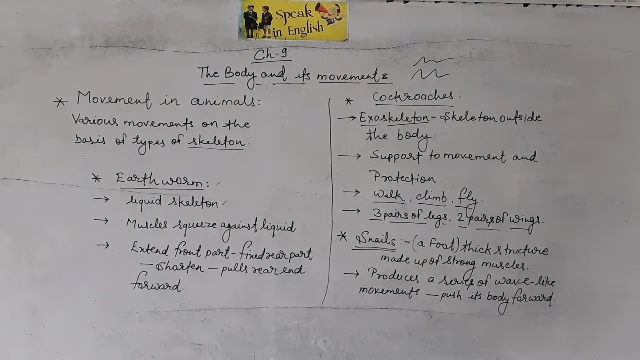 Speak
in English
Ch-9
The Body and its movements
* Movement in animals:
Various movements on the
basis of types of skeleton.
* Earthworm:-
→ liquid skeleton
→ Muscles squeeze against liquid
→ Extend front part - fixed rear part
— Shorten — pulls rear end
forward.
* Cockroaches.
→ Exoskeleton - Skeleton outside
the body
→ Support to movement and
Protection
→ Walk, climb, fly.
→ 3 pairs of legs, 2 pairs of wings.
* Snails :- (a foot) thick structure
made up of strong muscles.
→ Produces a series of wave-like
movements — push its body forward